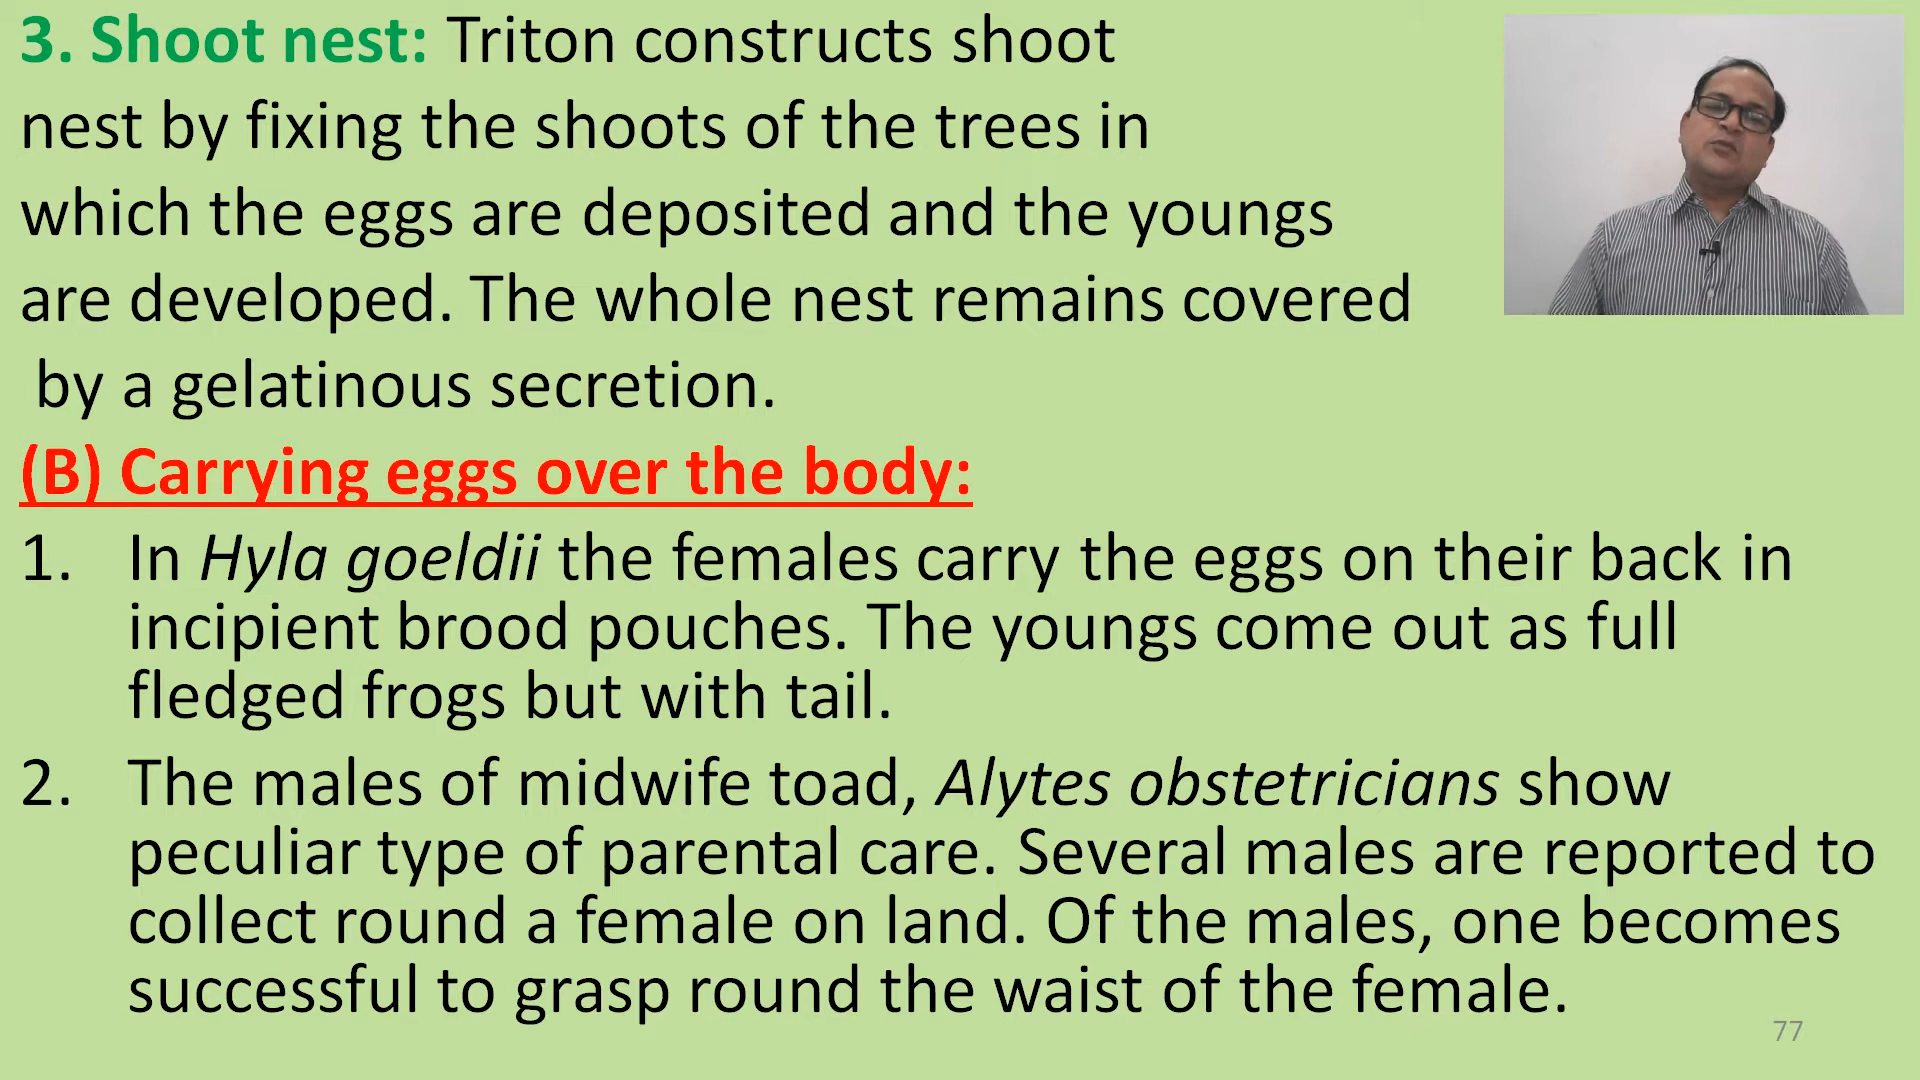 3. Shoot nest: Triton constructs shoot
nest by fixing the shoots of the trees in
which the eggs are deposited and the youngs
are developed. The whole nest remains covered
by a gelatinous secretion.
(B) Carrying eggs over the body:
1. In Hyla goeldii the females carry the eggs on their back in
incipient brood pouches. The youngs come out as full
fledged frogs but with tail.
2. The males of midwife toad, Alytes obstetricians show
peculiar type of parental care. Several males are reported to
collect round a female on land. Of the males, one becomes
successful to grasp round the waist of the female.
77